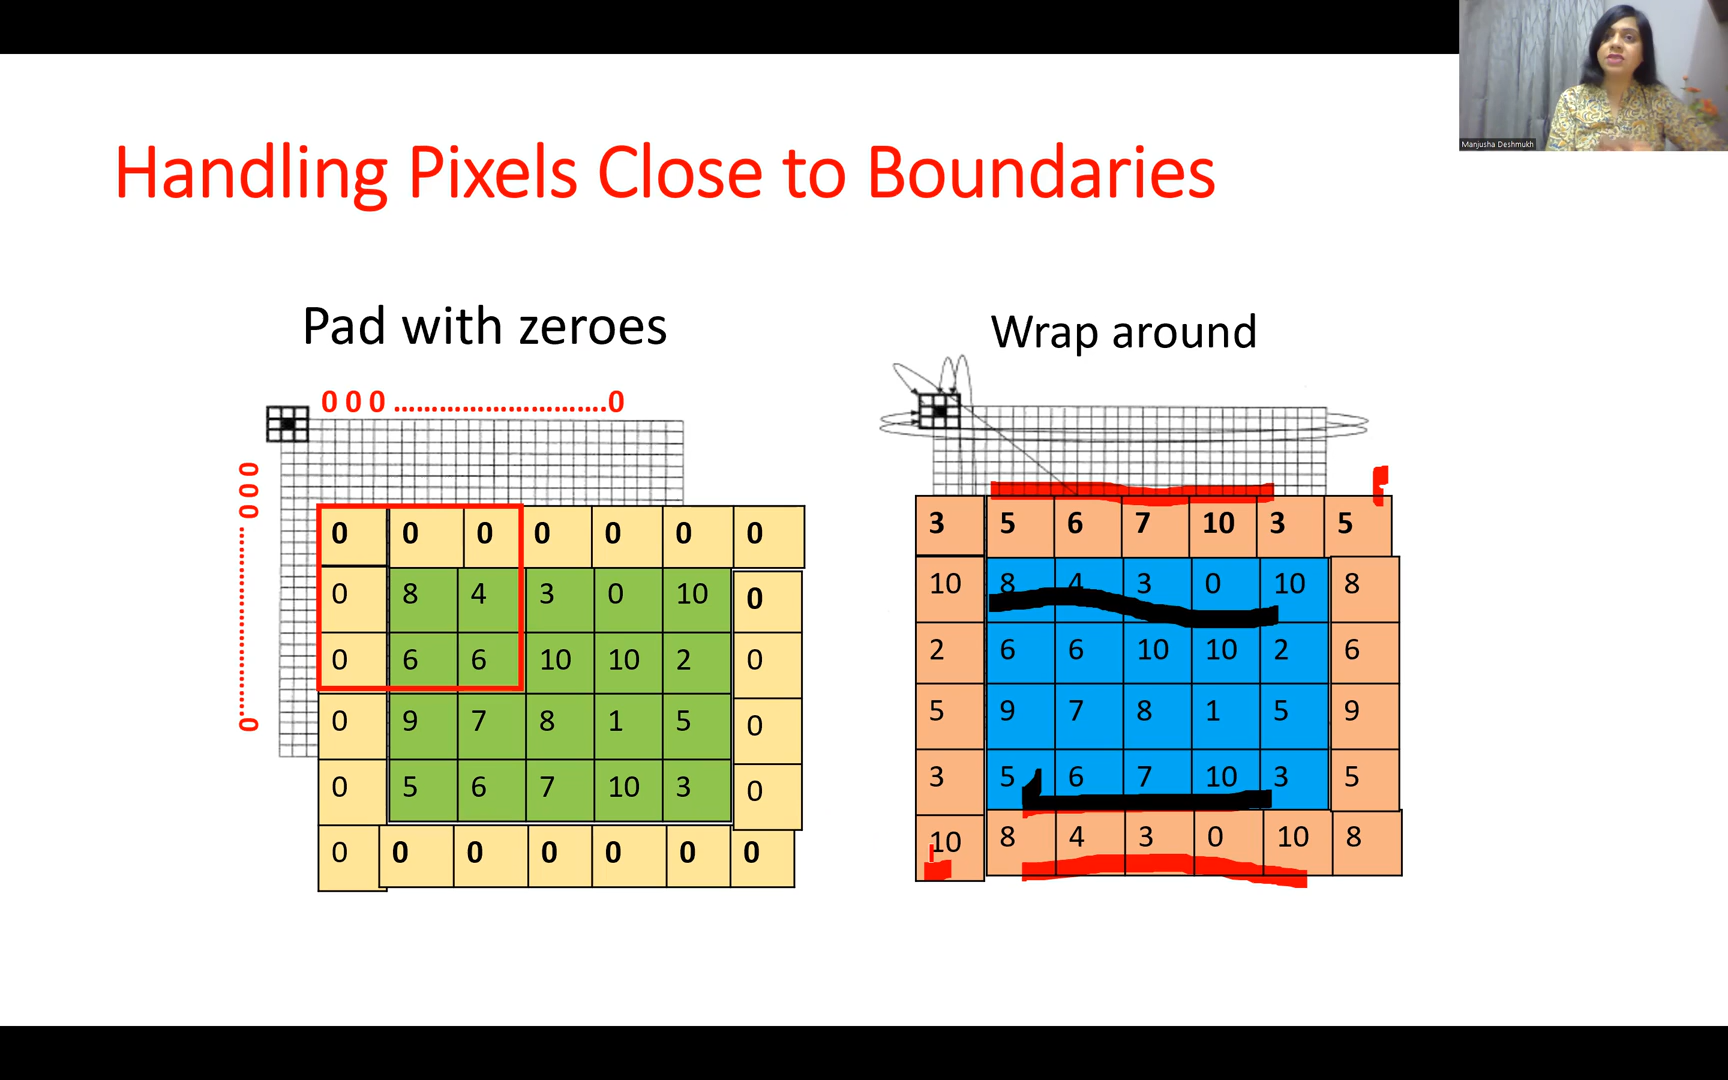 Manjusha Deshmukh
Handling Pixels Close to Boundaries
Pad with zeroes
0 0 0 ............................0
0 0 0 ..........................0
0 0 0 0 0 0 0
0 8 4 3 0 10 0
0 6 6 10 10 2 0
0 9 7 8 1 5 0
0 5 6 7 10 3 0
0 0 0 0 0 0 0
Wrap around
3 5 6 7 10 3 5
10 8 4 3 0 10 8
2 6 6 10 10 2 6
5 9 7 8 1 5 9
3 5 6 7 10 3 5
10 8 4 3 0 10 8